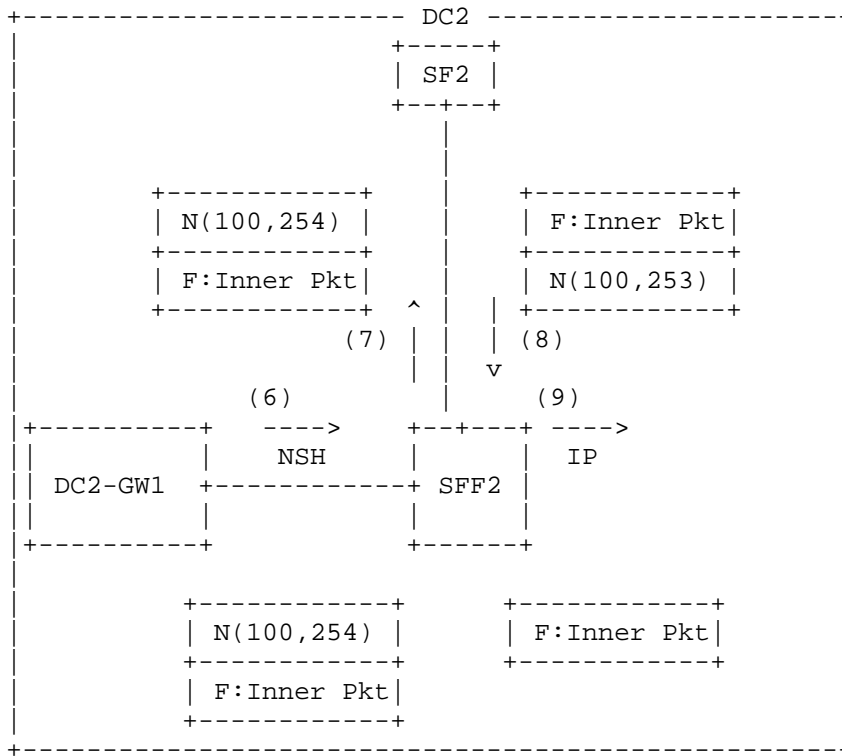 DC2
SF2
N(100,254) F:Inner Pkt
F:Inner Pkt N(100,253)
(7) (8)
(6) (9)
NSH IP
DC2-GW1 SFF2
N(100,254) F:Inner Pkt
F:Inner Pkt